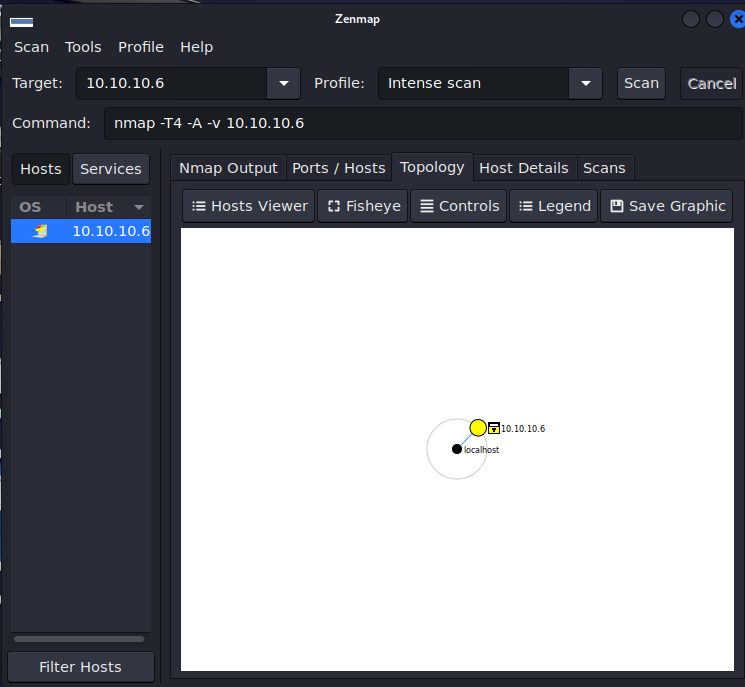 Zenmap
Scan Tools Profile Help
Target: 10.10.10.6 Profile: Intense scan Scan Cancel
Command: nmap -T4 -A -v 10.10.10.6
Hosts Services Nmap Output Ports / Hosts Topology Host Details Scans
OS Host Hosts Viewer Fisheye Controls Legend Save Graphic
10.10.10.6
10.10.10.6
localhost
Filter Hosts